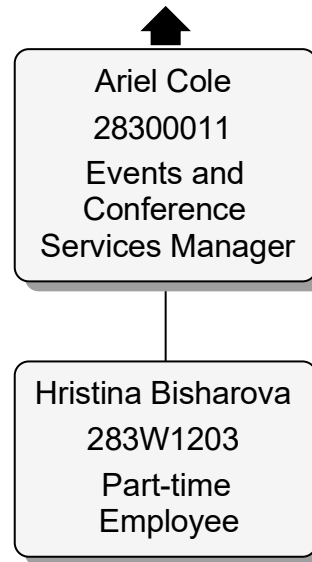 Ariel Cole
28300011
Events and
Conference
Services Manager
Hristina Bisharova
283W1203
Part-time
Employee